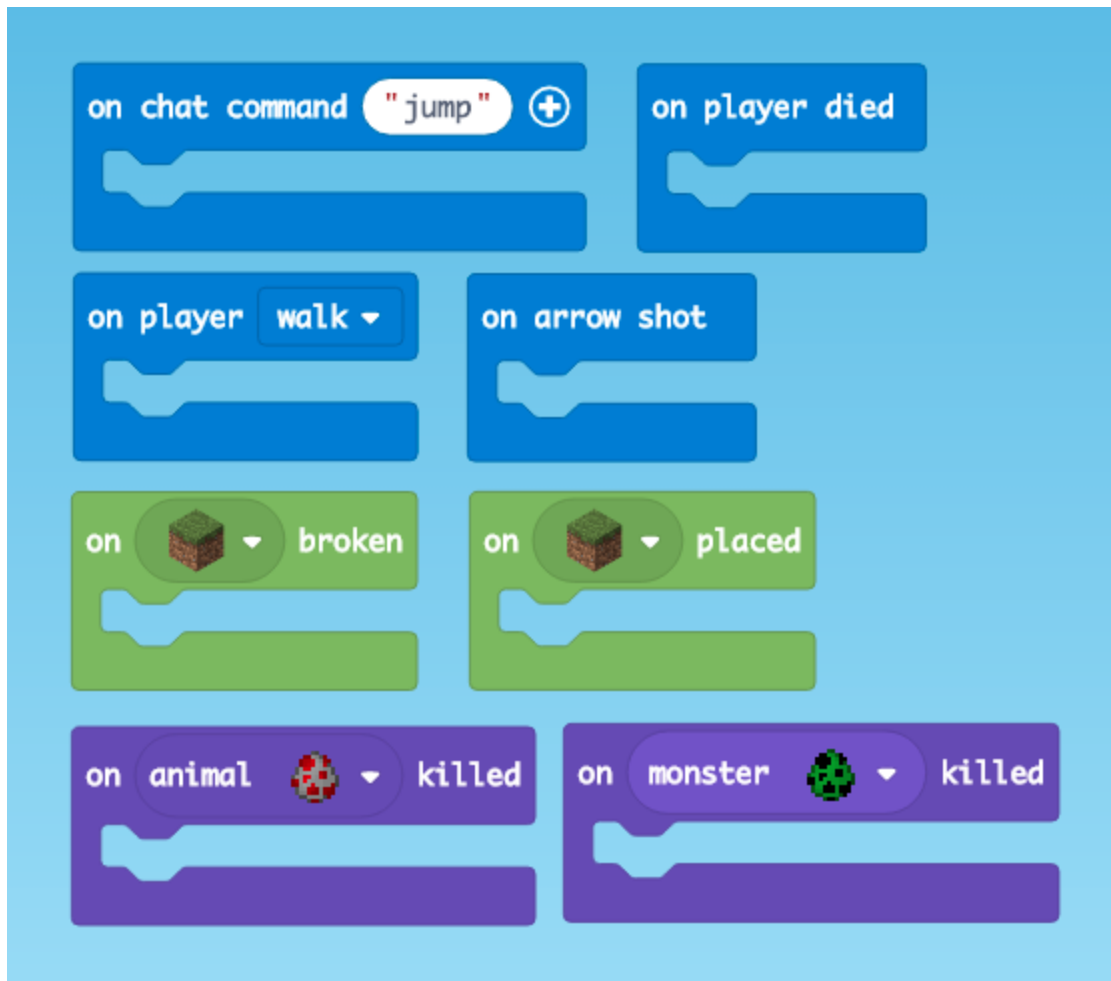 on chat command "jump"
on player died
on player walk
on arrow shot
on broken
on placed
on animal killed
on monster killed